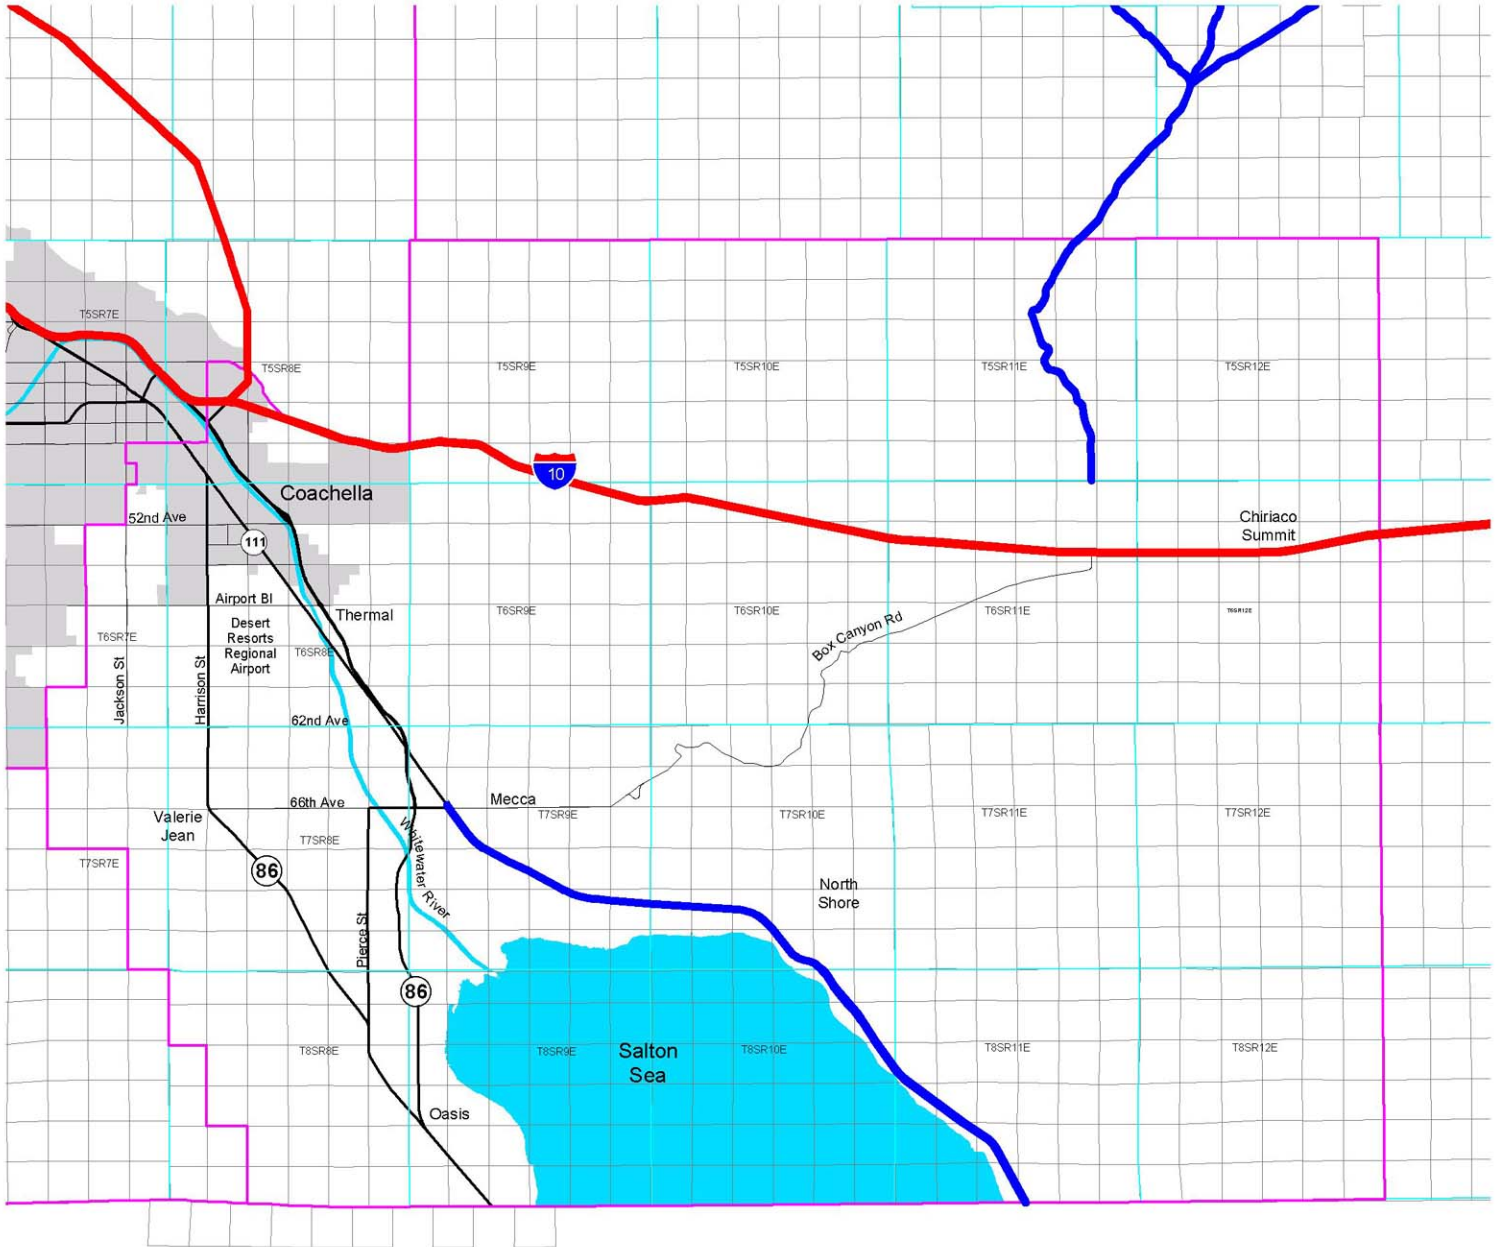 T5SR7E
T5SR8E
T5SR9E
T5SR10E
T5SR11E
T5SR12E
10
Coachella
52nd Ave
111
Chiriaco
Summit
Airport Bl
Thermal
Desert
Resorts
Regional
Airport
T6SR7E
T6SR8E
T6SR9E
T6SR10E
T6SR11E
T6SR12E
Box Canyon Rd
Jackson St
Harrison St
62nd Ave
66th Ave
Mecca
Valerie
Jean
T7SR7E
T7SR8E
T7SR9E
T7SR10E
T7SR11E
T7SR12E
86
Whitewater River
Pierce St
North
Shore
86
T8SR8E
T8SR9E
Salton
Sea
T8SR10E
T8SR11E
T8SR12E
Oasis